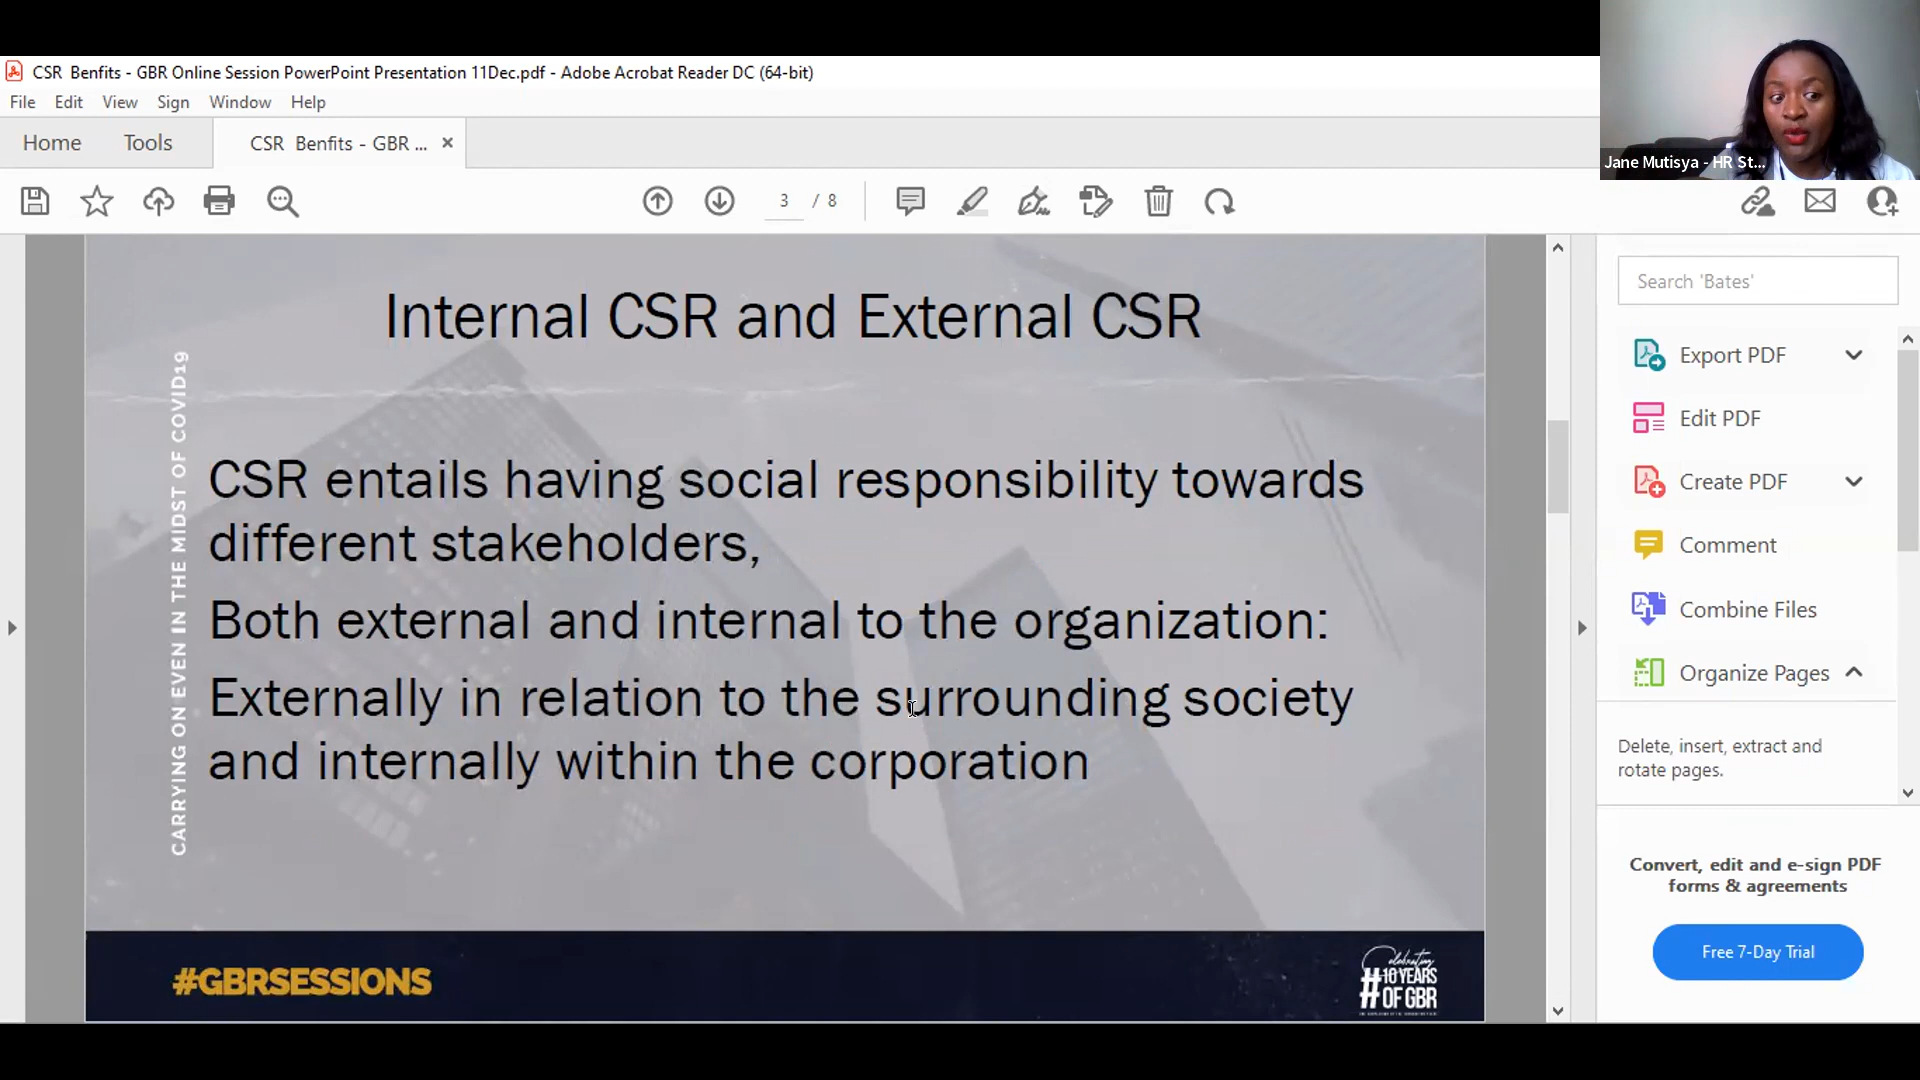 CSR  Benfits - GBR Online Session PowerPoint Presentation 11Dec.pdf - Adobe Acrobat Reader DC (64-bit)
File Edit View Sign Window Help
Home Tools CSR  Benfits - GBR ... ×
3 / 8
Jane Mutisya - HR St...
Internal CSR and External CSR
CARRYING ON EVEN IN THE MIDST OF COVID19
CSR entails having social responsibility towards
different stakeholders,
Both external and internal to the organization:
Externally in relation to the surrounding society
and internally within the corporation
#GBRSESSIONS
Celebrating
#10 YEARS
OF GBR
Search 'Bates'
Export PDF
Edit PDF
Create PDF
Comment
Combine Files
Organize Pages
Delete, insert, extract and
rotate pages.
Convert, edit and e-sign PDF
forms & agreements
Free 7-Day Trial